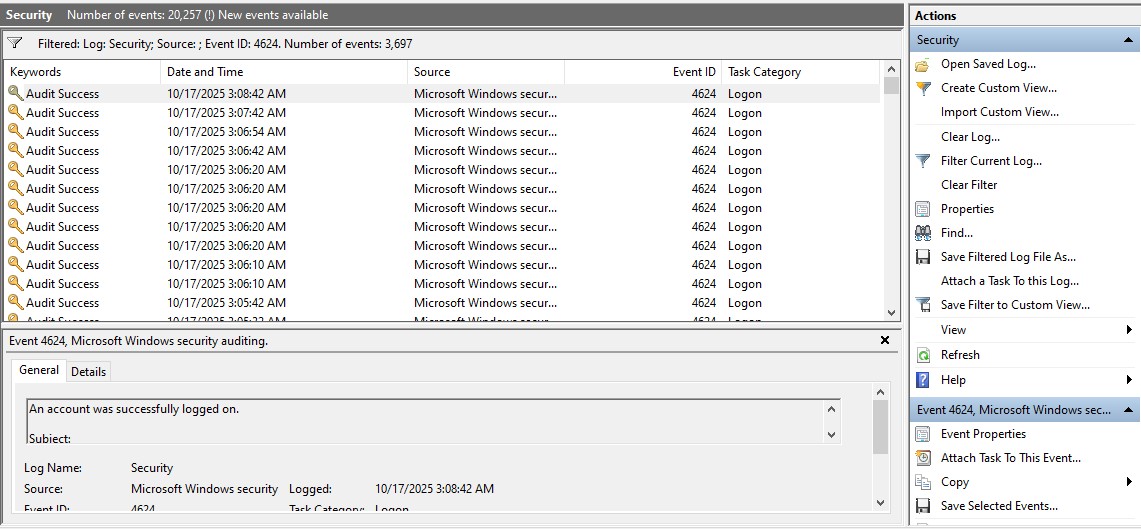 Security Number of events: 20,257 (!) New events available
Filtered: Log: Security; Source: ; Event ID: 4624. Number of events: 3,697
Keywords Date and Time Source Event ID Task Category
Audit Success 10/17/2025 3:08:42 AM Microsoft Windows secur... 4624 Logon
Audit Success 10/17/2025 3:07:42 AM Microsoft Windows secur... 4624 Logon
Audit Success 10/17/2025 3:06:54 AM Microsoft Windows secur... 4624 Logon
Audit Success 10/17/2025 3:06:42 AM Microsoft Windows secur... 4624 Logon
Audit Success 10/17/2025 3:06:20 AM Microsoft Windows secur... 4624 Logon
Audit Success 10/17/2025 3:06:20 AM Microsoft Windows secur... 4624 Logon
Audit Success 10/17/2025 3:06:20 AM Microsoft Windows secur... 4624 Logon
Audit Success 10/17/2025 3:06:20 AM Microsoft Windows secur... 4624 Logon
Audit Success 10/17/2025 3:06:20 AM Microsoft Windows secur... 4624 Logon
Audit Success 10/17/2025 3:06:10 AM Microsoft Windows secur... 4624 Logon
Audit Success 10/17/2025 3:06:10 AM Microsoft Windows secur... 4624 Logon
Audit Success 10/17/2025 3:05:42 AM Microsoft Windows secur... 4624 Logon
Audit Success 10/17/2025 Microsoft Windows secur... 4624 Logon
Event 4624, Microsoft Windows security auditing.
General Details
An account was successfully logged on.
Subject:
Log Name: Security
Source: Microsoft Windows security Logged: 10/17/2025 3:08:42 AM
Event ID: 4624 Task Category: Logon
Actions
Security
Open Saved Log...
Create Custom View...
Import Custom View...
Clear Log...
Filter Current Log...
Clear Filter
Properties
Find...
Save Filtered Log File As...
Attach a Task To this Log...
Save Filter to Custom View...
View
Refresh
Help
Event 4624, Microsoft Windows sec...
Event Properties
Attach Task To This Event...
Copy
Save Selected Events...